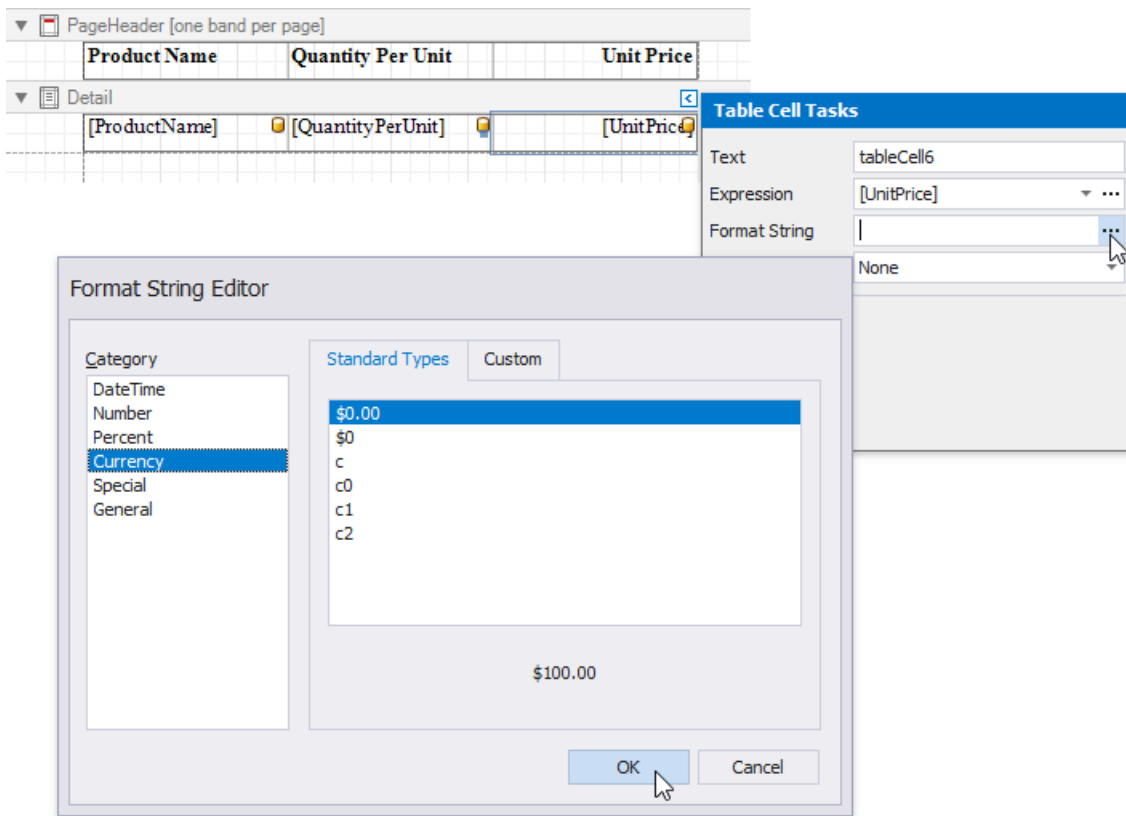 PageHeader [one band per page]
Product Name Quantity Per Unit Unit Price
Detail
[ProductName] [QuantityPerUnit] [UnitPrice]
Table Cell Tasks
Text tableCell6
Expression [UnitPrice]
Format String
None
Format String Editor
Category
DateTime
Number
Percent
Currency
Special
General
Standard Types Custom
$0.00
$0
c
c0
c1
c2
$100.00
OK Cancel